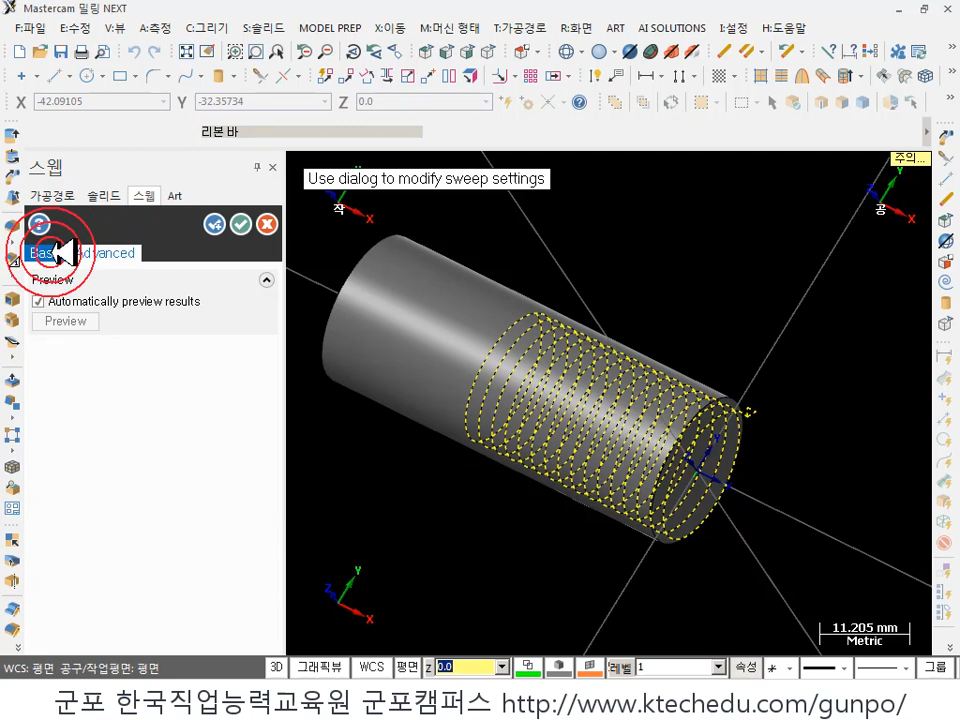 Mastercam 밀링 NEXT
F:파일 E:수정 V:뷰 A:측정 C:그리기 S:솔리드 MODEL PREP X:이동 M:머신 형태 T:가공경로 R:화면 ART AI SOLUTIONS I:설정 H:도움말
X -42.09105 Y -32.35734 Z 0.0
리본 바
스웹
주의...
Use dialog to modify sweep settings
가공경로 솔리드 스웹 Art
Y
X
작
Y
Z
X
공
Advanced
Preview
Automatically preview results
Preview
Y
Z
X
11.205 mm
Metric
WCS: 평면 공구/작업평면: 평면 3D 그래픽뷰 WCS 평면 Z 0.0 레벨 1 속성 그룹
군포 한국직업능력교육원 군포캠퍼스 http://www.ktechedu.com/gunpo/